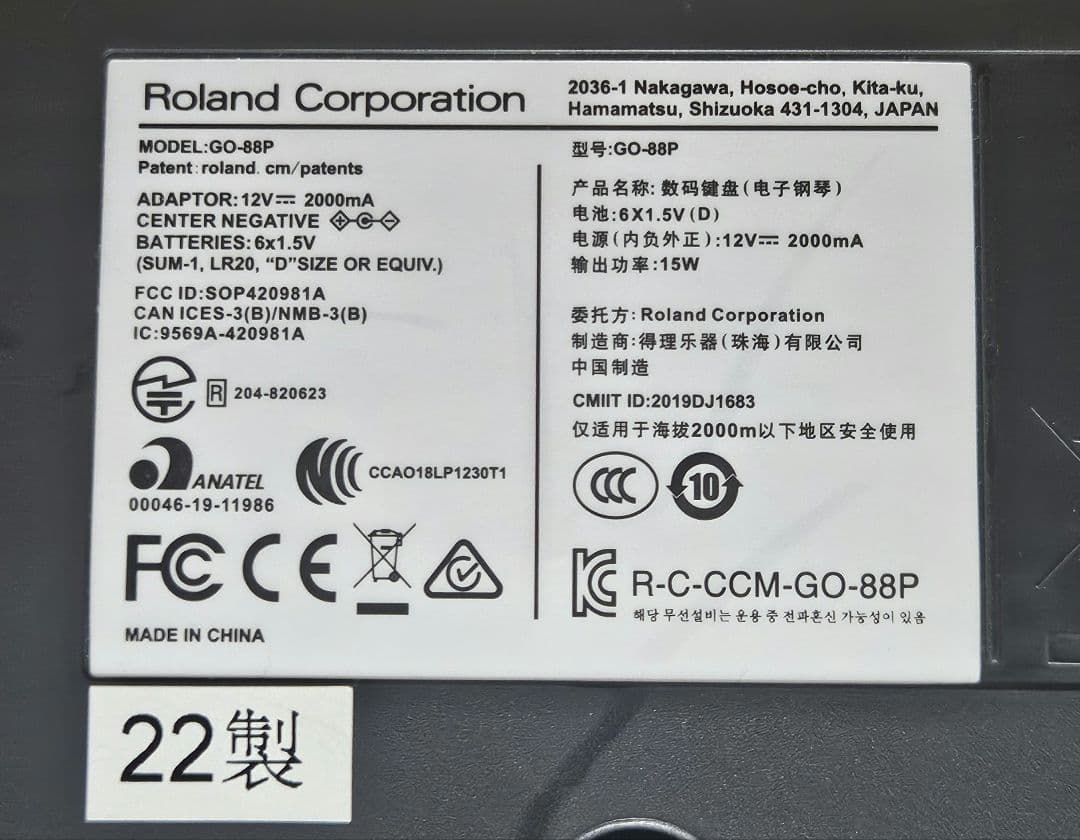 Roland Corporation
2036-1 Nakagawa, Hosoe-cho, Kita-ku,
Hamamatsu, Shizuoka 431-1304, JAPAN
MODEL:GO-88P
Patent:roland.cm/patents
ADAPTOR:12V⎓ 2000mA
CENTER NEGATIVE
BATTERIES:6x1.5V
(SUM-1, LR20, “D”SIZE OR EQUIV.)
FCC ID:SOP420981A
CAN ICES-3(B)/NMB-3(B)
IC:9569A-420981A
R 204-820623
ANATEL
00046-19-11986
CCAO18LP1230T1
FC CE
MADE IN CHINA
型号:GO-88P
产品名称:数码键盘(电子钢琴)
电池:6X1.5V(D)
电源(内负外正):12V⎓ 2000mA
输出功率:15W
委托方:Roland Corporation
制造商:得理乐器(珠海)有限公司
中国制造
CMIIT ID:2019DJ1683
仅适用于海拔2000m以下地区安全使用
CCC 10
KC R-C-CCM-GO-88P
해당 무선설비는 운용 중 전파혼신 가능성이 있음
22製